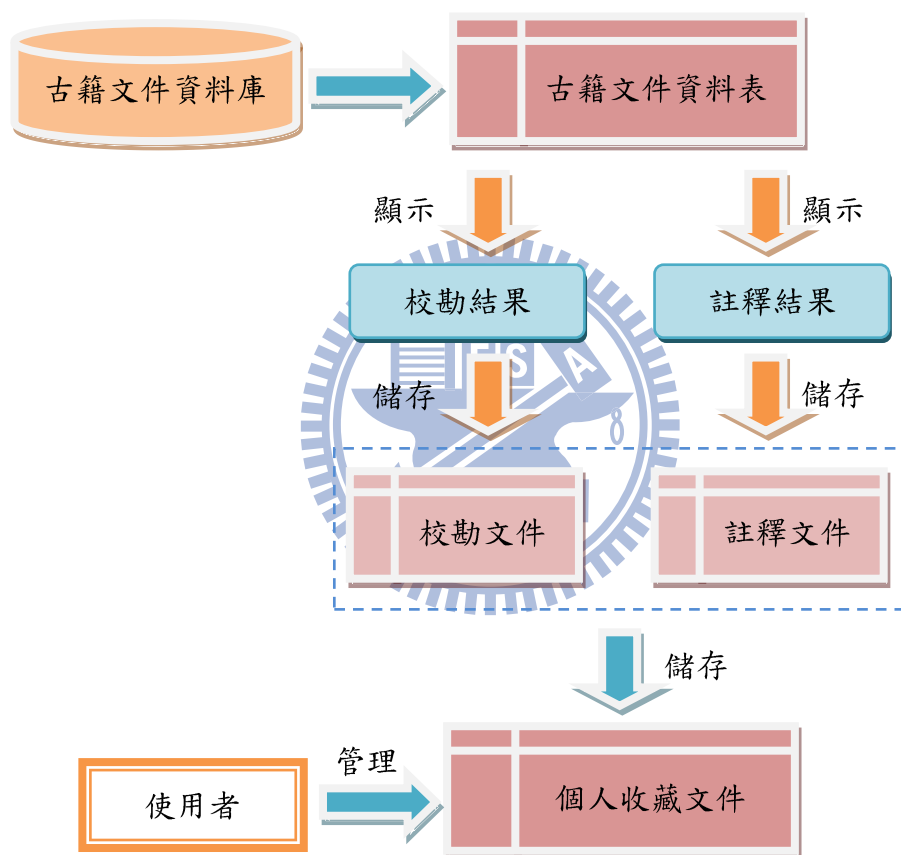 古籍文件資料庫
古籍文件資料表
顯示
顯示
校勘結果
註釋結果
儲存
儲存
校勘文件
註釋文件
儲存
管理
使用者
個人收藏文件